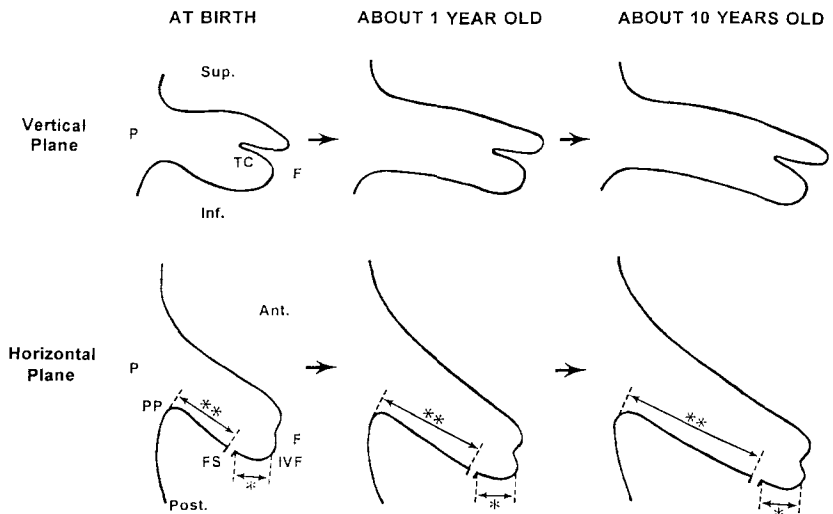 AT BIRTH
ABOUT 1 YEAR OLD
ABOUT 10 YEARS OLD
Sup.
Vertical
Plane
P
TC
F
Inf.
Ant.
Horizontal
Plane
P
PP
**
**
**
F
FS
IVF
*
*
*
Post.